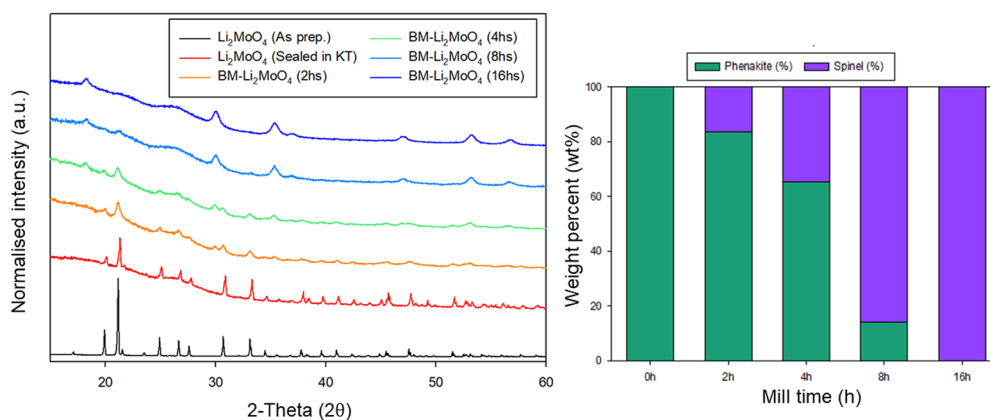 Normalised intensity (a.u.)
Li₂MoO₄ (As prep.)
Li₂MoO₄ (Sealed in KT)
BM-Li₂MoO₄ (2hs)
BM-Li₂MoO₄ (4hs)
BM-Li₂MoO₄ (8hs)
BM-Li₂MoO₄ (16hs)
20 30 40 50 60
2-Theta (2θ)
Phenakite (%) Spinel (%)
Weight percent (wt%)
100
80
60
40
20
0
0h 2h 4h 8h 16h
Mill time (h)